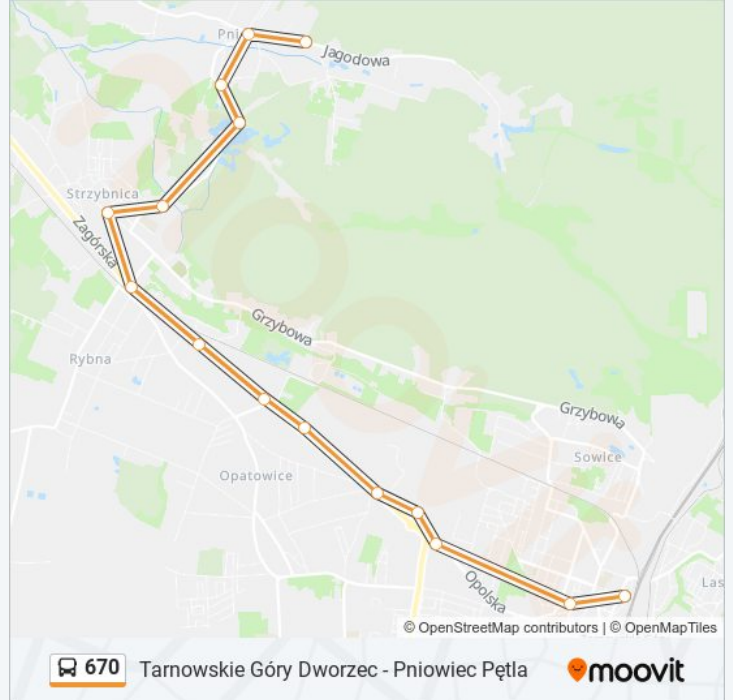 Pni
Jagodowa
Strzybnica
Zagórska
Grzybowa
Rybna
Grzybowa
Sowice
Opatowice
Opolska
Las
© OpenStreetMap contributors | © OpenMapTiles
670 Tarnowskie Góry Dworzec - Pniowiec Pętla
moovit